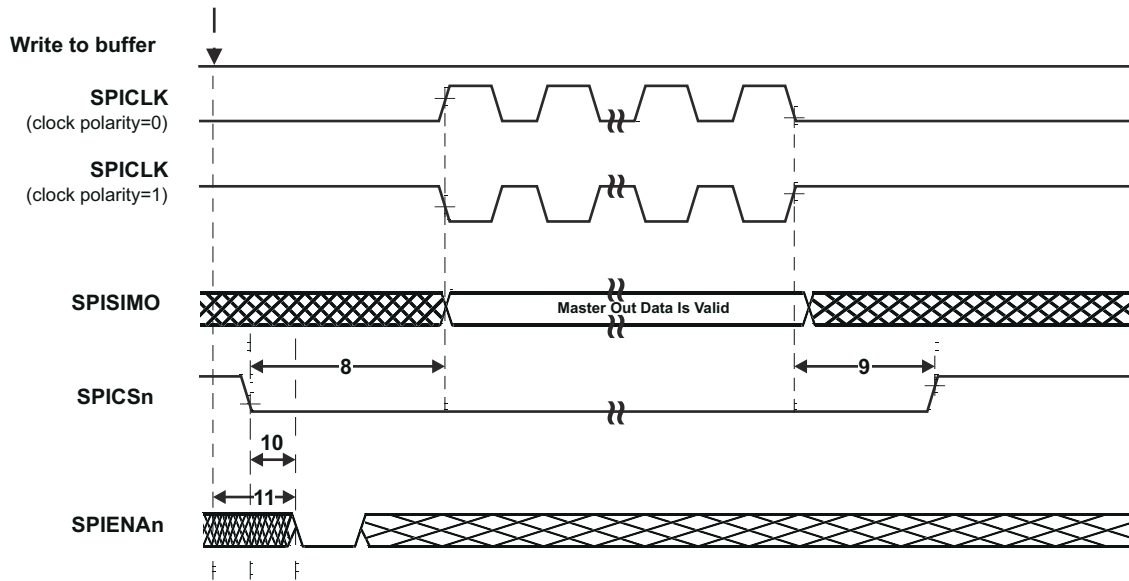 Write to buffer
SPICLK
(clock polarity=0)
SPICLK
(clock polarity=1)
SPISIMO
Master Out Data Is Valid
8
9
SPICSn
10
11
SPIENAn